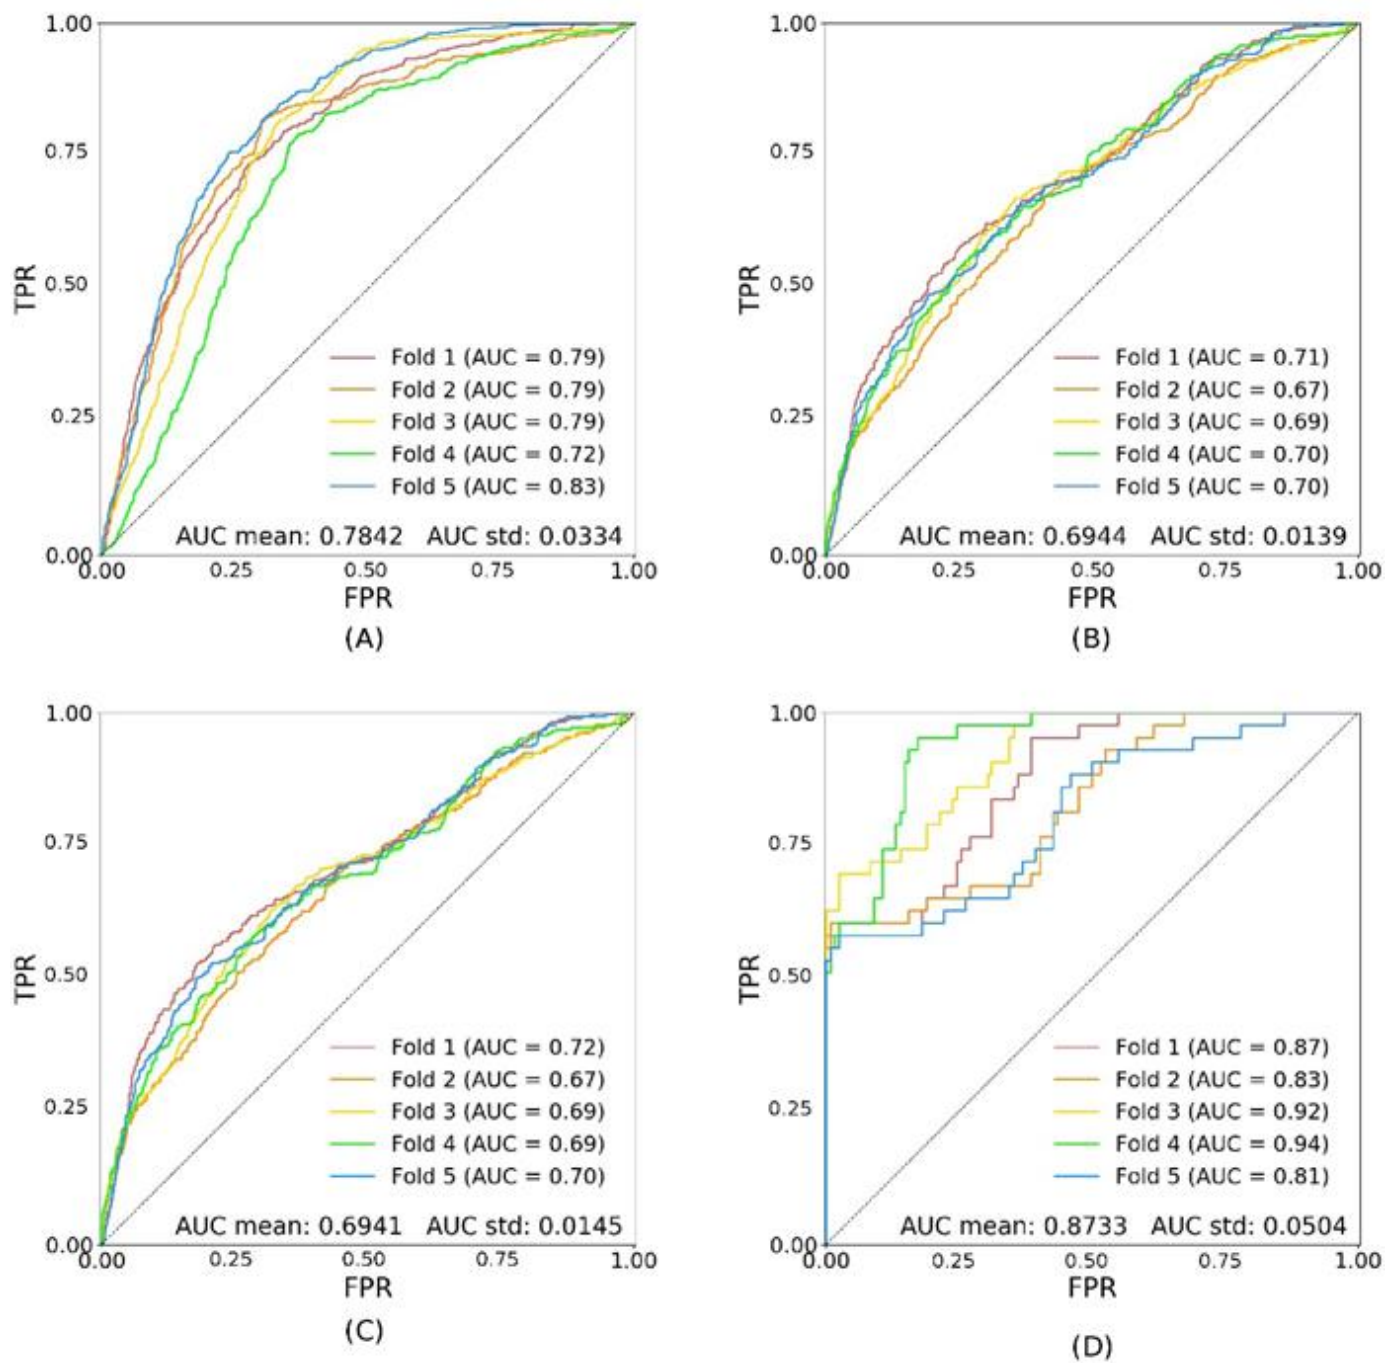 1.00
0.75
0.50
0.25
0.00
TPR
Fold 1 (AUC = 0.79)
Fold 2 (AUC = 0.79)
Fold 3 (AUC = 0.79)
Fold 4 (AUC = 0.72)
Fold 5 (AUC = 0.83)
AUC mean: 0.7842 AUC std: 0.0334
0.00 0.25 0.50 0.75 1.00
FPR
(A)
1.00
0.75
0.50
0.25
0.00
TPR
Fold 1 (AUC = 0.71)
Fold 2 (AUC = 0.67)
Fold 3 (AUC = 0.69)
Fold 4 (AUC = 0.70)
Fold 5 (AUC = 0.70)
AUC mean: 0.6944 AUC std: 0.0139
0.00 0.25 0.50 0.75 1.00
FPR
(B)
1.00
0.75
0.50
0.25
0.00
TPR
Fold 1 (AUC = 0.72)
Fold 2 (AUC = 0.67)
Fold 3 (AUC = 0.69)
Fold 4 (AUC = 0.69)
Fold 5 (AUC = 0.70)
AUC mean: 0.6941 AUC std: 0.0145
0.00 0.25 0.50 0.75 1.00
FPR
(C)
1.00
0.75
0.50
0.25
0.00
TPR
Fold 1 (AUC = 0.87)
Fold 2 (AUC = 0.83)
Fold 3 (AUC = 0.92)
Fold 4 (AUC = 0.94)
Fold 5 (AUC = 0.81)
AUC mean: 0.8733 AUC std: 0.0504
0.00 0.25 0.50 0.75 1.00
FPR
(D)